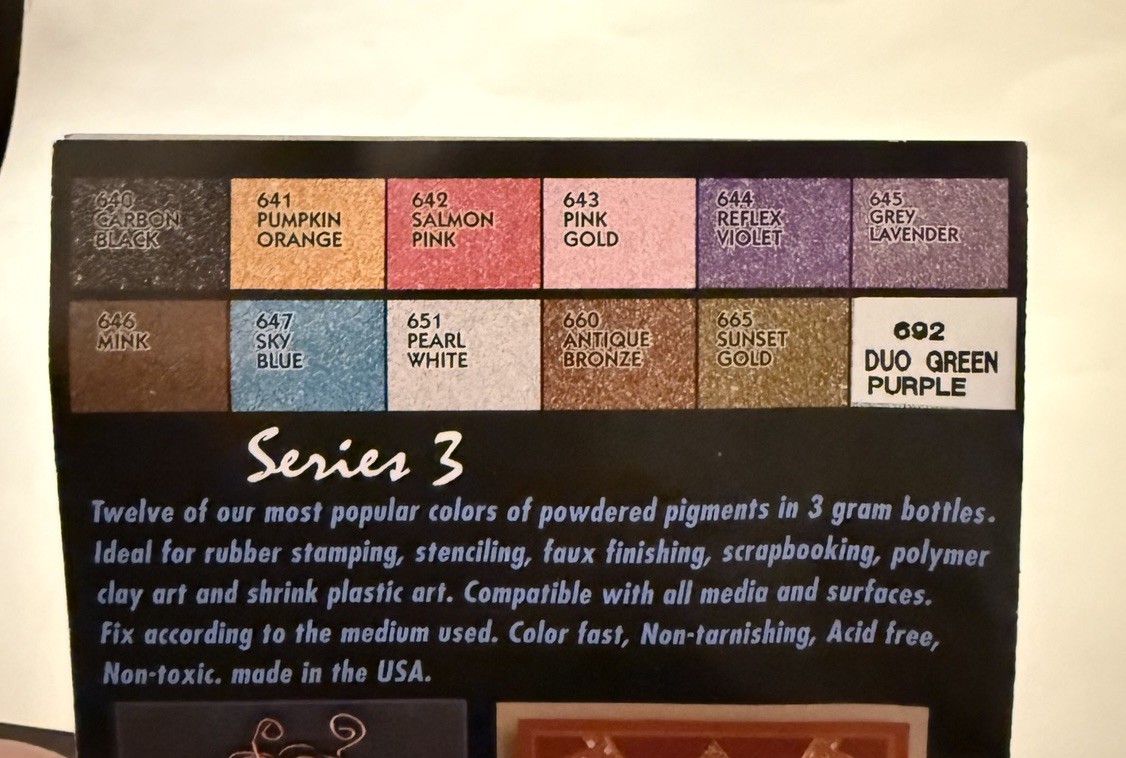 640
CARBON
BLACK
641
PUMPKIN
ORANGE
642
SALMON
PINK
643
PINK
GOLD
644
REFLEX
VIOLET
645
GREY
LAVENDER
646
MINK
647
SKY
BLUE
651
PEARL
WHITE
660
ANTIQUE
BRONZE
665
SUNSET
GOLD
692
DUO GREEN
PURPLE
Series 3
Twelve of our most popular colors of powdered pigments in 3 gram bottles.
Ideal for rubber stamping, stenciling, faux finishing, scrapbooking, polymer
clay art and shrink plastic art. Compatible with all media and surfaces.
Fix according to the medium used. Color fast, Non-tarnishing, Acid free,
Non-toxic. made in the USA.